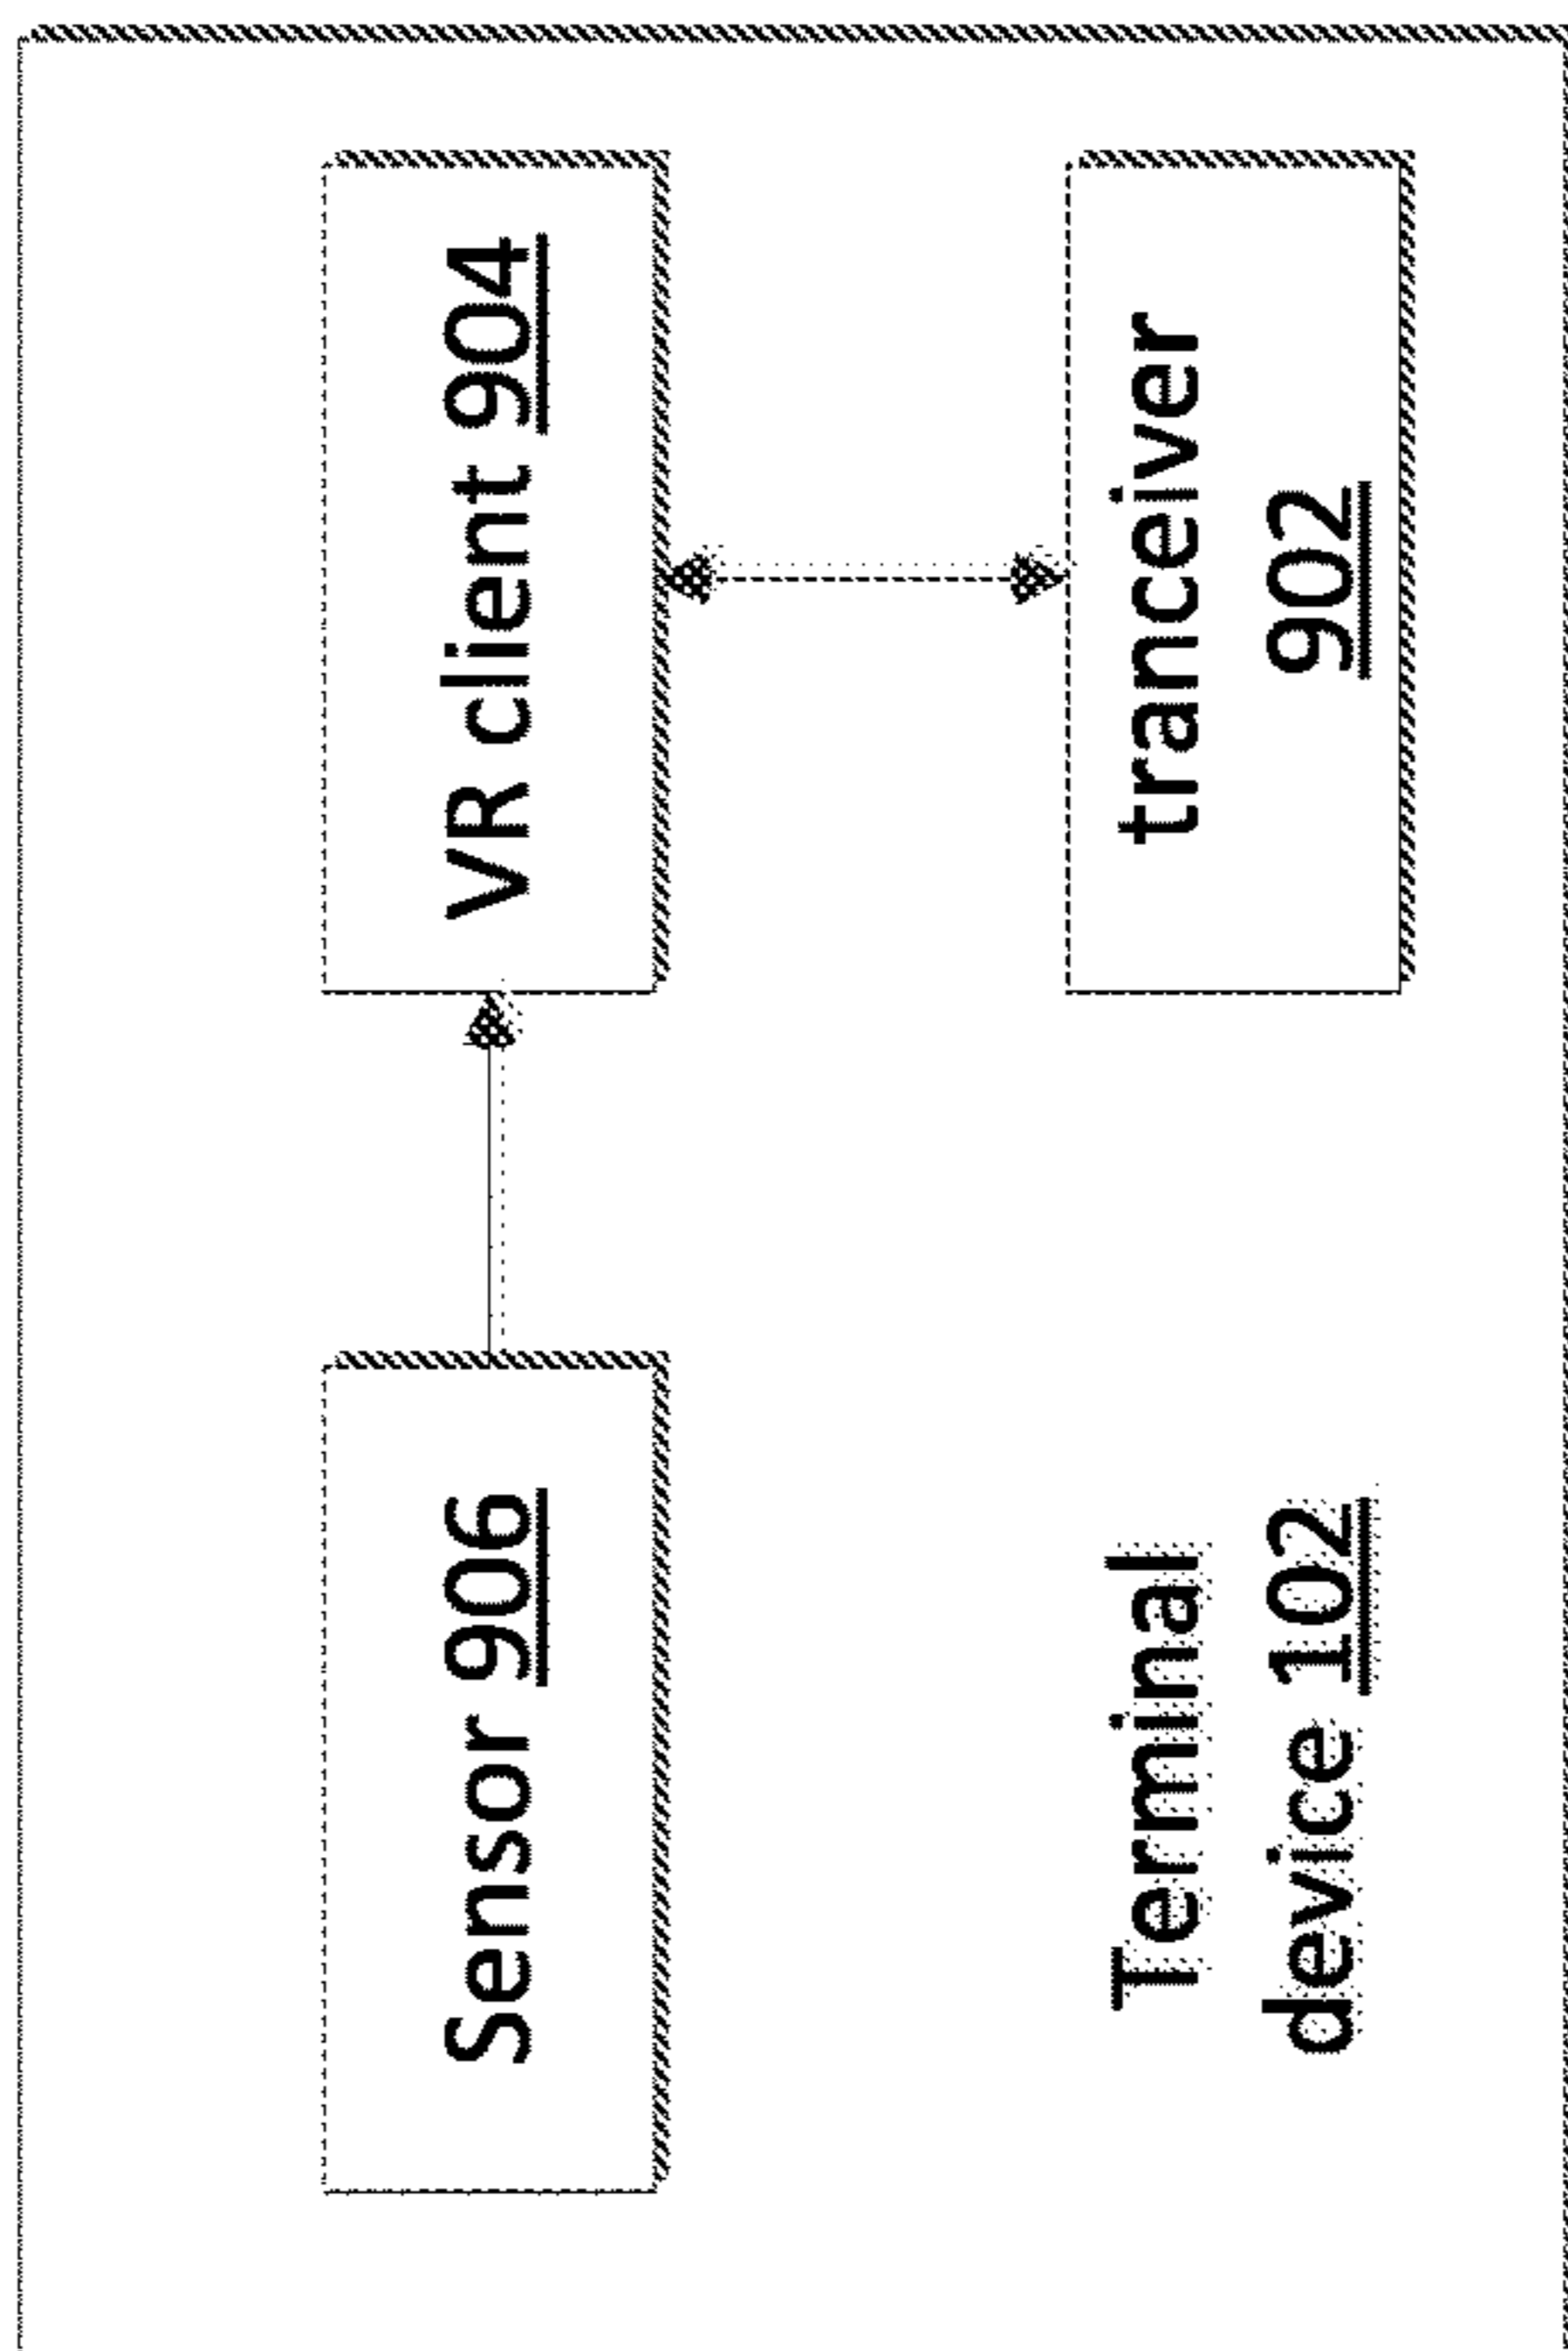 Sensor 906
VR client 904
Terminal
device 102
tranceiver
902